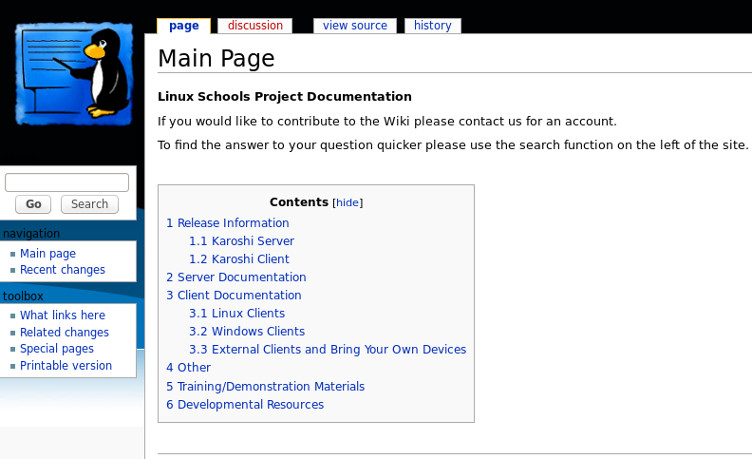 page
discussion
view source
history
Main Page
Linux Schools Project Documentation
If you would like to contribute to the Wiki please contact us for an account.
To find the answer to your question quicker please use the search function on the left of the site.
Go
Search
navigation
Main page
Recent changes
toolbox
What links here
Related changes
Special pages
Printable version
Contents [hide]
1 Release Information
1.1 Karoshi Server
1.2 Karoshi Client
2 Server Documentation
3 Client Documentation
3.1 Linux Clients
3.2 Windows Clients
3.3 External Clients and Bring Your Own Devices
4 Other
5 Training/Demonstration Materials
6 Developmental Resources